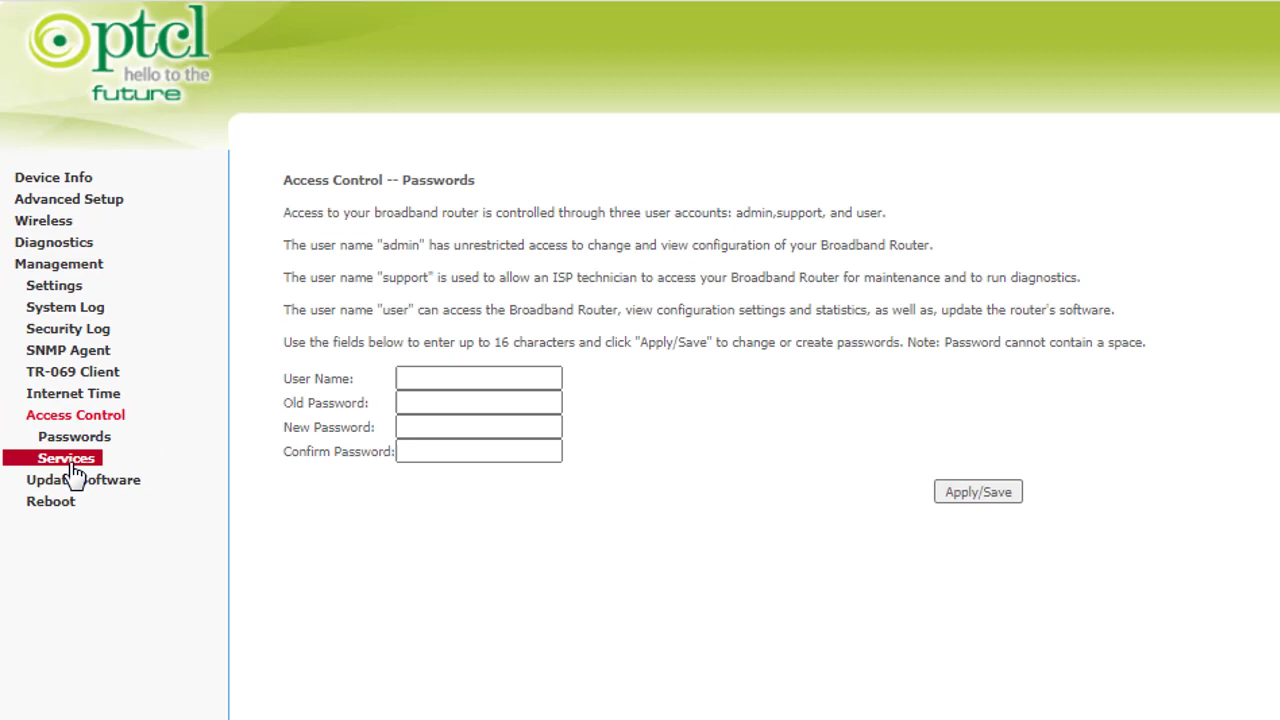 ptcl
hello to the
future
Device Info
Advanced Setup
Wireless
Diagnostics
Management
Settings
System Log
Security Log
SNMP Agent
TR-069 Client
Internet Time
Access Control
Passwords
Services
Update Software
Reboot
Access Control -- Passwords
Access to your broadband router is controlled through three user accounts: admin,support, and user.
The user name "admin" has unrestricted access to change and view configuration of your Broadband Router.
The user name "support" is used to allow an ISP technician to access your Broadband Router for maintenance and to run diagnostics.
The user name "user" can access the Broadband Router, view configuration settings and statistics, as well as, update the router's software.
Use the fields below to enter up to 16 characters and click "Apply/Save" to change or create passwords. Note: Password cannot contain a space.
User Name:
Old Password:
New Password:
Confirm Password:
Apply/Save